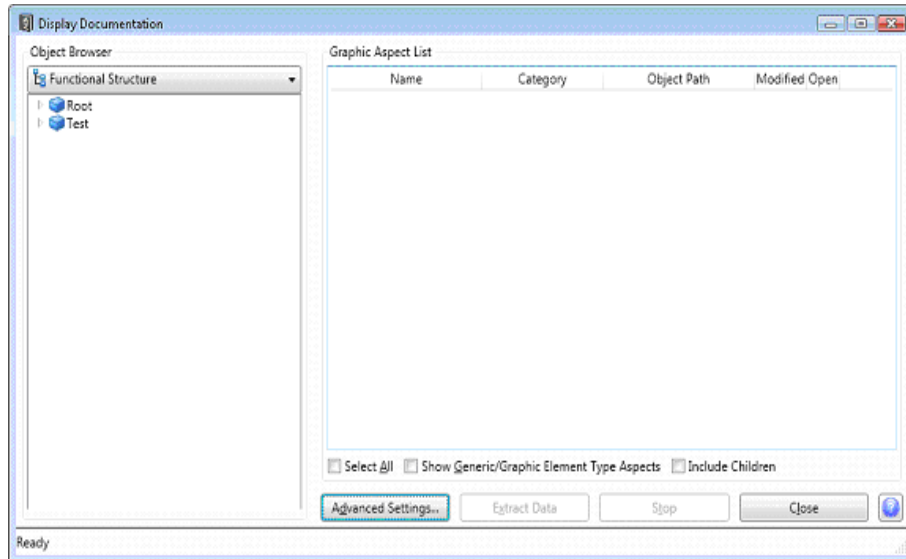 Display Documentation
Object Browser
Functional Structure
Root
Test
Graphic Aspect List
Name Category Object Path Modified Open
Select All Show Generic/Graphic Element Type Aspects Include Children
Advanced Settings... Extract Data Stop Close ?
Ready